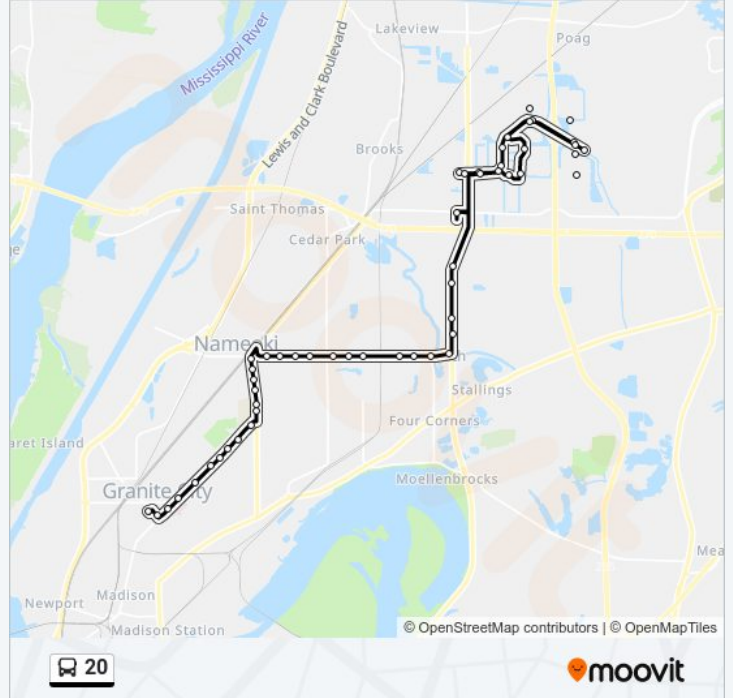 Lakeview
Poag
Mississippi River
Lewis and Clark Boulevard
Brooks
Saint Thomas
Cedar Park
Nameoki
Stallings
Four Corners
aret Island
Moellenbrocks
Granite City
Mea
Newport
Madison
Madison Station
© OpenStreetMap contributors | © OpenMapTiles
20
moovit